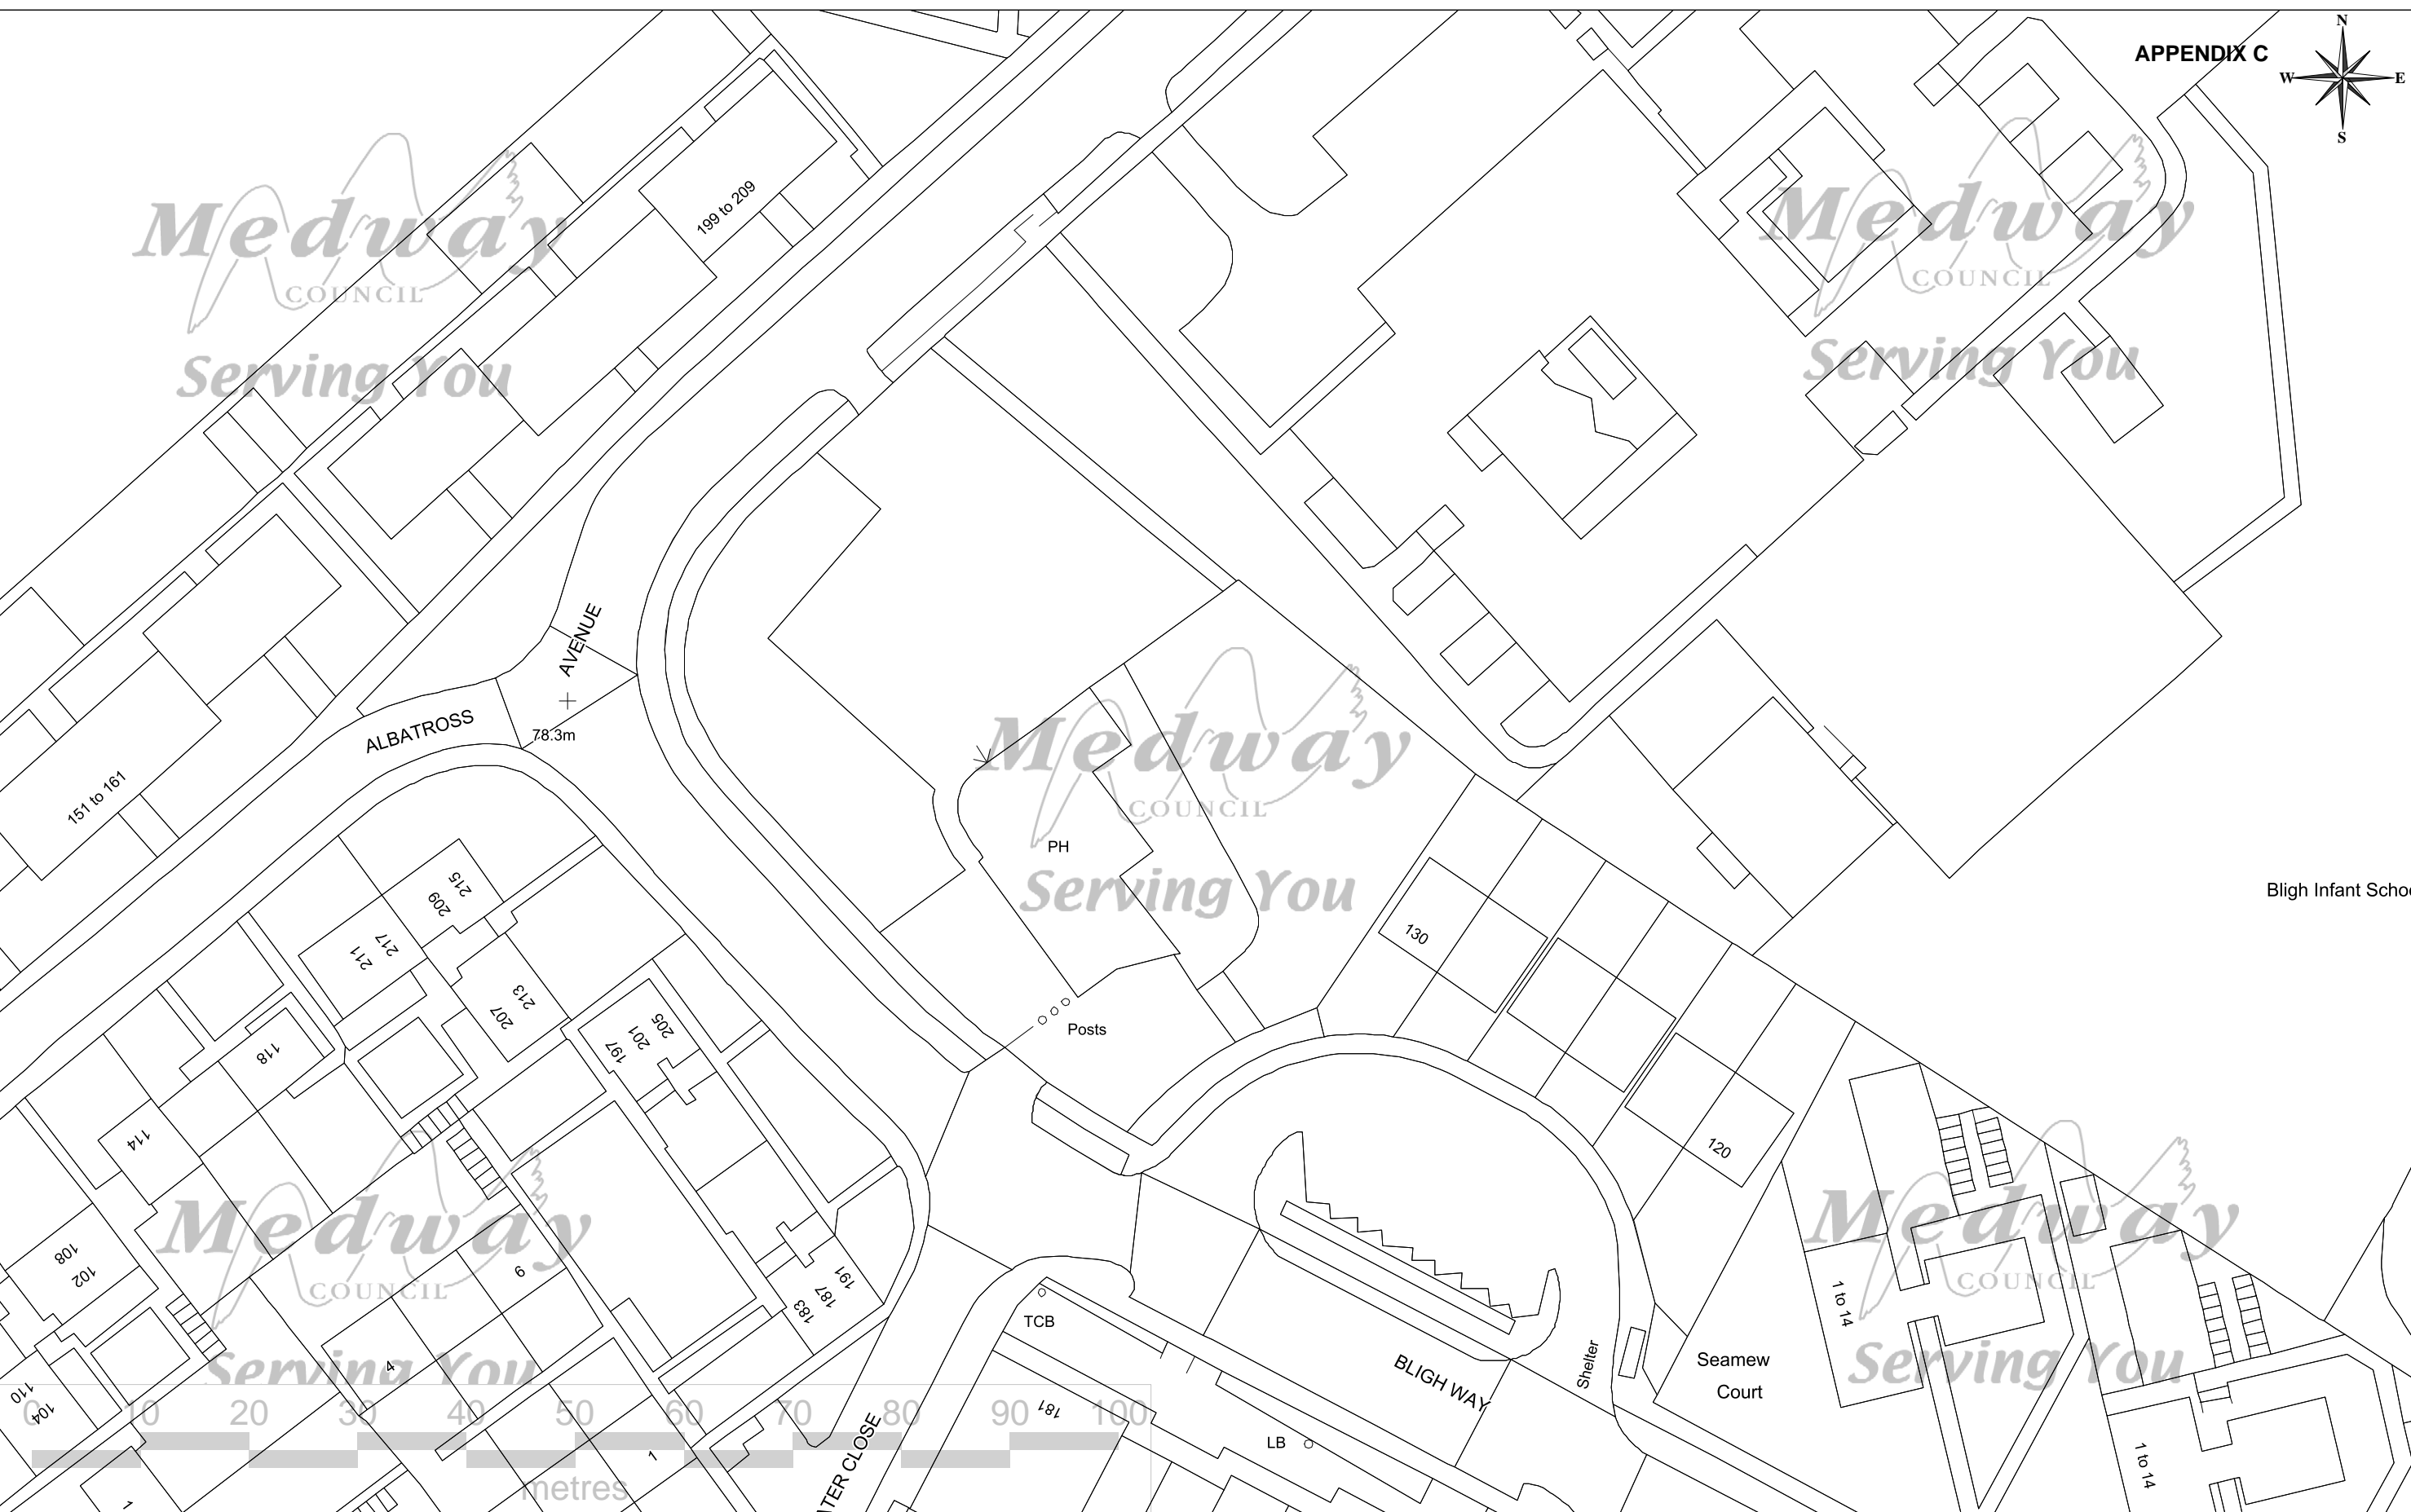 APPENDIX C
N
W
E
S
Medway
COUNCIL
Serving You
Medway
COUNCIL
Serving You
199 to 209
AVENUE
ALBATROSS
78.3m
151 to 161
Medway
COUNCIL
Serving You
PH
Posts
Bligh Infant Schoo
130
120
215
209
217
211
213
207
205
201
197
118
114
108
102
110
104
9
4
1
1
191
187
183
181
Medway
COUNCIL
Serving You
Medway
COUNCIL
Serving You
TCB
LB
BLIGH WAY
Shelter
Seamew
Court
1 to 14
1 to 14
ATER CLOSE
0 10 20 30 40 50 60 70 80 90 100
metres